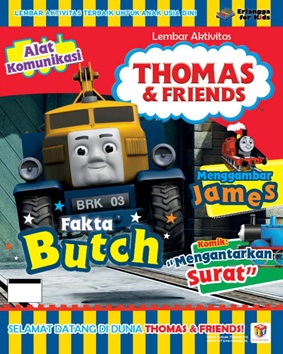 LEMBAR AKTIVITAS TERBAIK UNTUK ANAK USIA DINI
Erlangga
for Kids
Alat
Komunikasi
Lembar Aktivitas
THOMAS
& FRIENDS
Menggambar
James
BRK 03
Fakta
Butch
Komik:
"Mengantarkan
Surat"
SELAMAT DATANG DI DUNIA THOMAS & FRIENDS!